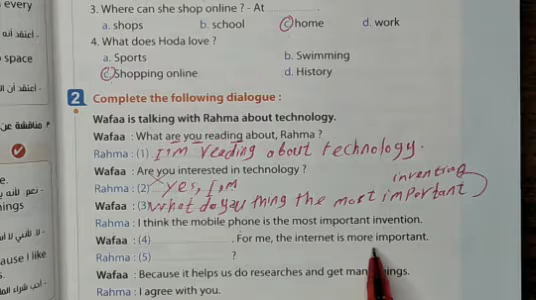 every
3. Where can she shop online ? - At
a. shops b. school c home d. work
4. What does Hoda love ?
space
a. Sports b. Swimming
c Shopping online d. History
2 Complete the following dialogue :
Wafaa is talking with Rahma about technology.
Wafaa : What are you reading about, Rahma ?
Rahma : (1) I,m reading about technology.
Wafaa : Are you interested in technology ?
inventing
Rahma : (2) yes, I,m
Wafaa : (3) what do you thing the most important
Rahma : I think the mobile phone is the most important invention.
Wafaa : (4) . For me, the internet is more important.
Rahma : (5) ?
Wafaa : Because it helps us do researches and get man ings.
Rahma : I agree with you.
e.
ings
ause I like
s.